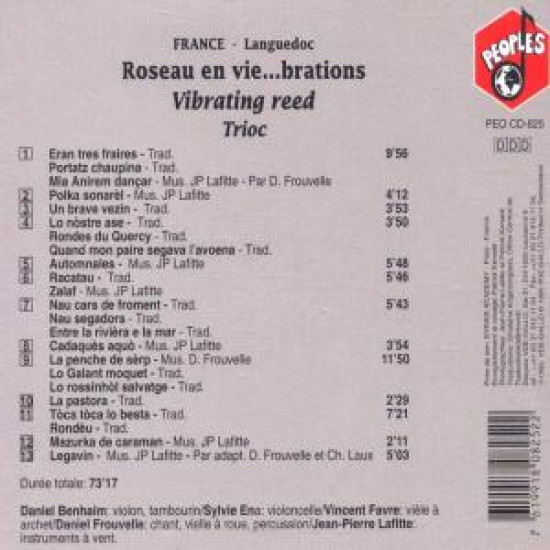 FRANCE - Languedoc
Roseau en vie...brations
Vibrating reed
Trioc
PEOPLES
PEO CD-825
DDD
1 Eran tres fraires - Trad. 9'56
Portatz chaupina - Trad.
Mia Anirem dançar - Mus. JP Lafitte - Par D. Frouvelle
2 Polka sonarèl - Mus. JP Lafitte 4'12
3 Un brave vezin - Trad. 3'53
4 Lo nòstre ase - Trad. 3'50
Rondes du Quercy - Trad.
Quand mon paire segava l'avoena - Trad.
5 Automnales - Mus. JP Lafitte 5'48
6 Racatau - Trad. 5'46
Zalaf - Mus. JP Lafitte
7 Nau cars de froment - Trad. 5'43
Nau segadora - Trad.
Entre la rivièra e la mar - Trad.
8 Cadaquès aquò - Mus. JP Lafitte 3'54
9 La penche de sèrp - Mus. D. Frouvelle 11'50
Lo Galant moquet - Trad.
Lo rossinhòl salvatge - Trad.
10 La pastora - Trad. 2'29
11 Tòca tòca lo besta - Trad. 7'21
Rondèu - Trad.
12 Mazurka de caraman - Mus. JP Lafitte 2'11
13 Legavin - Mus. JP Lafitte - Par adapt. D. Frouvelle et Ch. Laux 5'03
Durée totale: 73'17
Daniel Benhaim: violon, tambourin/Sylvie Ena: violoncelle/Vincent Favre: vièle à
archet/Daniel Frouvelle: chant, vielle à roue, percussion/Jean-Pierre Lafitte:
instruments à vent.
7 619916 082522